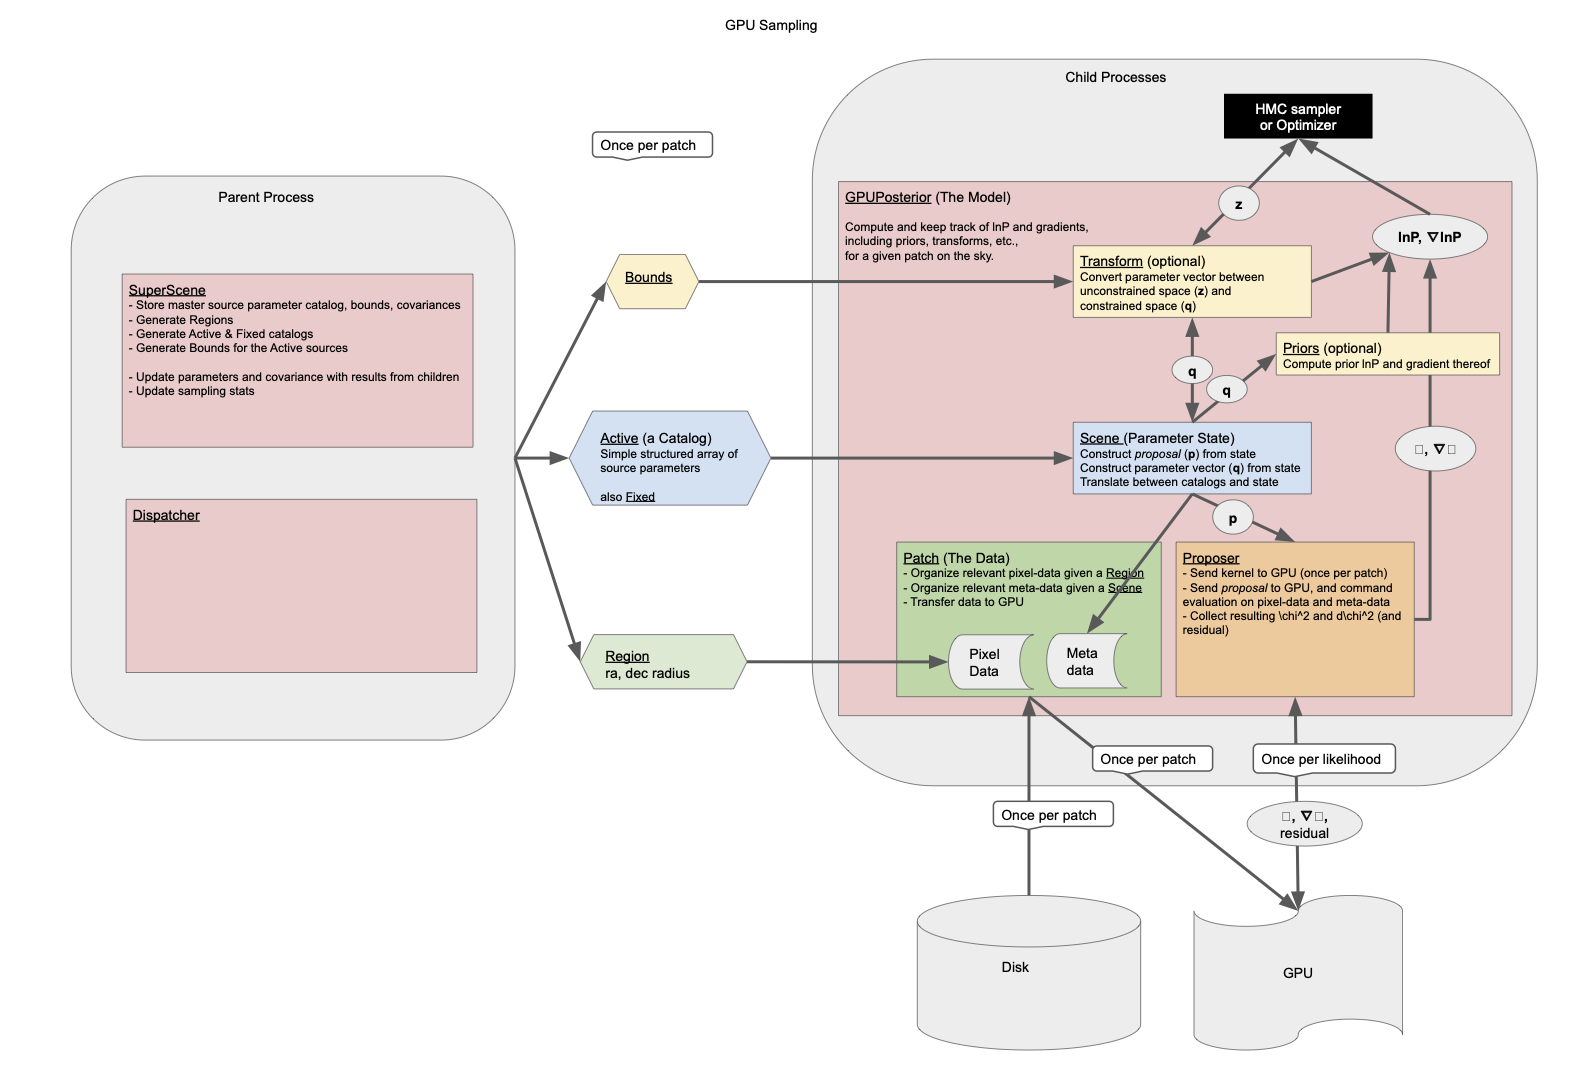 GPU Sampling
Child Processes
HMC sampler
or Optimizer
Once per patch
Parent Process
GPUPosterior (The Model)
Compute and keep track of lnP and gradients,
including priors, transforms, etc.,
for a given patch on the sky.
z
lnP, ∇lnP
Transform (optional)
Convert parameter vector between
unconstrained space (z) and
constrained space (q)
Bounds
SuperScene
- Store master source parameter catalog, bounds, covariances
- Generate Regions
- Generate Active & Fixed catalogs
- Generate Bounds for the Active sources
- Update parameters and covariance with results from children
- Update sampling stats
Priors (optional)
Compute prior lnP and gradient thereof
q
q
Active (a Catalog)
Simple structured array of
source parameters
also Fixed
Scene (Parameter State)
Construct proposal (p) from state
Construct parameter vector (q) from state
Translate between catalogs and state
□, ∇□
p
Dispatcher
Patch (The Data)
- Organize relevant pixel-data given a Region
- Organize relevant meta-data given a Scene
- Transfer data to GPU
Pixel
Data
Meta
data
Proposer
- Send kernel to GPU (once per patch)
- Send proposal to GPU, and command
evaluation on pixel-data and meta-data
- Collect resulting \chi^2 and d\chi^2 (and
residual)
Region
ra, dec radius
Once per patch
Once per likelihood
Once per patch
□, ∇□,
residual
Disk
GPU